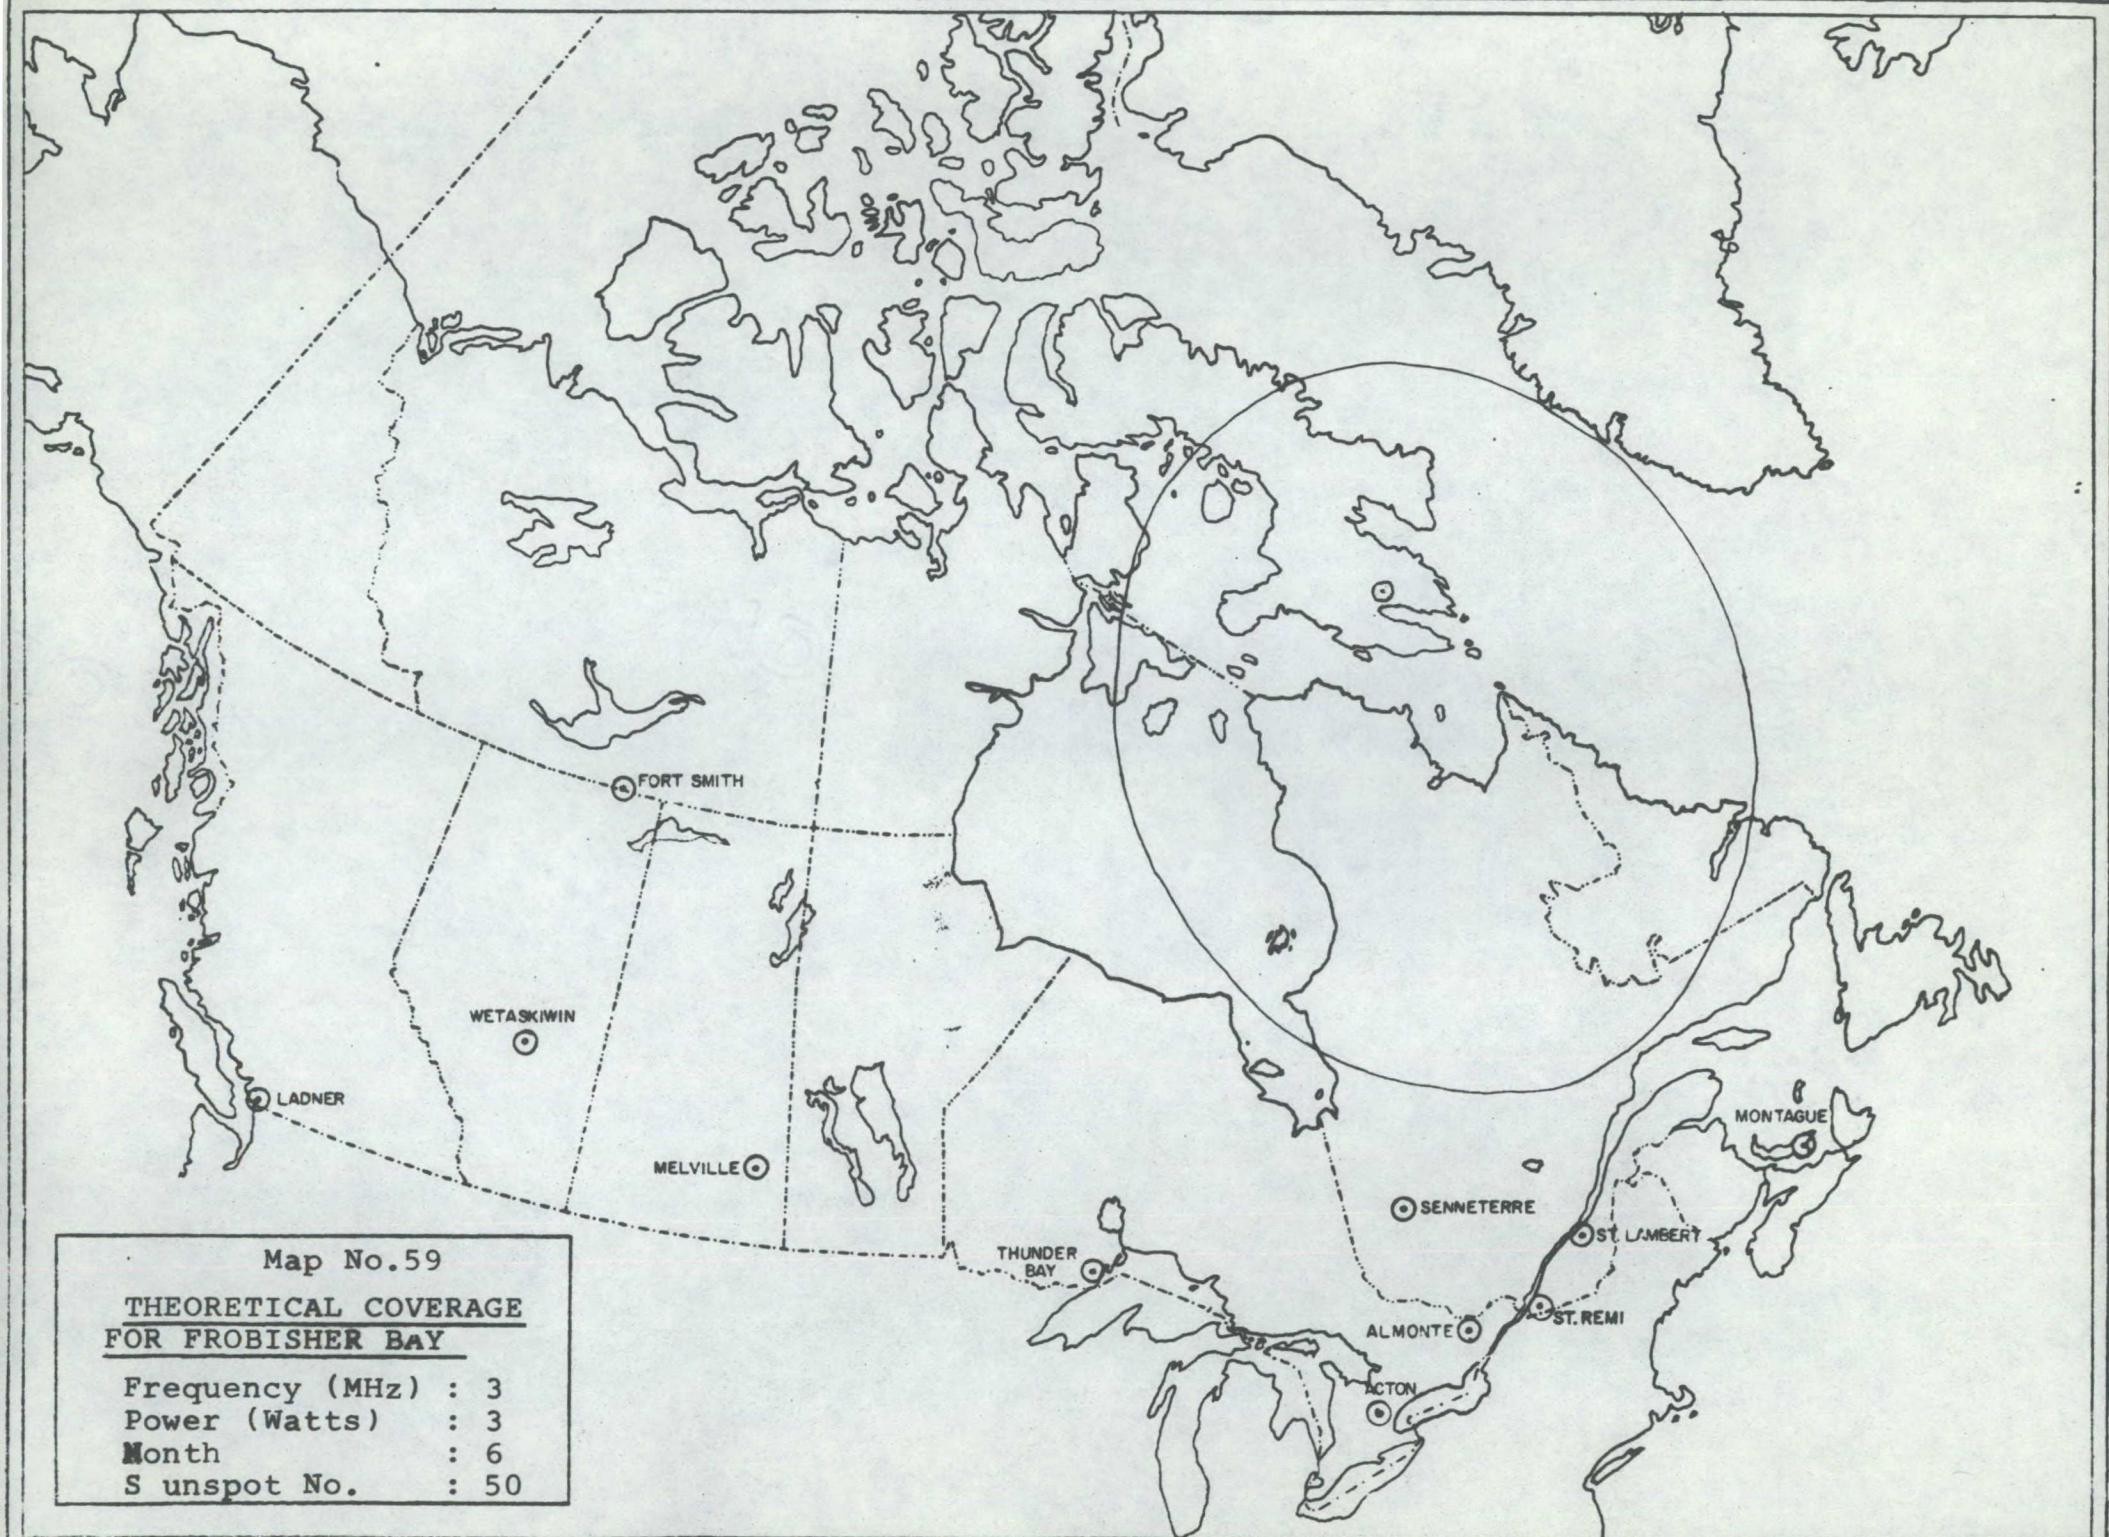 FORT SMITH
WETASKIWIN
LADNER
MELVILLE
MONTAGUE
SENNETERRE
ST. LAMBERT
THUNDER
BAY
ST. REMI
ALMONTE
ACTON
Map No.59
THEORETICAL COVERAGE
FOR FROBISHER BAY
Frequency (MHz) : 3
Power (Watts) : 3
Month : 6
S unspot No. : 50